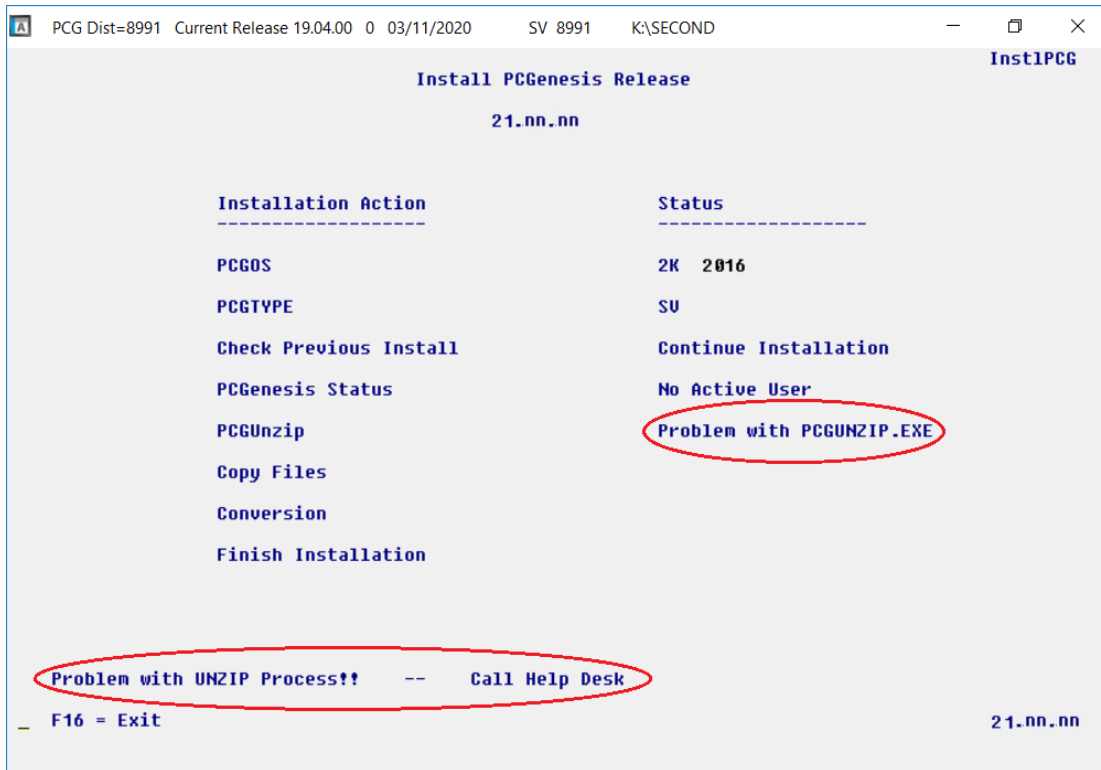 PCG Dist=8991 Current Release 19.04.00 0 03/11/2020 SV 8991 K:\SECOND
InstlPCG
Install PCGenesis Release
21.nn.nn
Installation Action Status
------------------- -------------------
PCGOS 2K 2016
PCGTYPE SV
Check Previous Install Continue Installation
PCGenesis Status No Active User
PCGUnzip Problem with PCGUNZIP.EXE
Copy Files
Conversion
Finish Installation
Problem with UNZIP Process!! -- Call Help Desk
_ F16 = Exit 21.nn.nn